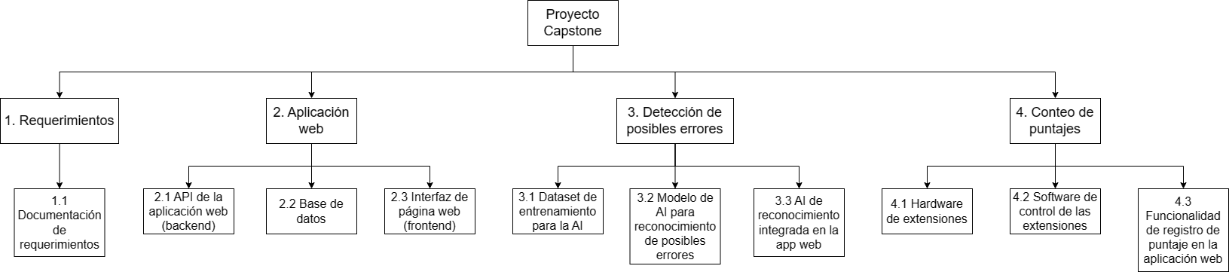 Proyecto
Capstone
1. Requerimientos
2. Aplicación
web
3. Detección de
posibles errores
4. Conteo de
puntajes
1.1
Documentación
de
requerimientos
2.1 API de la
aplicación web
(backend)
2.2 Base de
datos
2.3 Interfaz de
página web
(frontend)
3.1 Dataset de
entrenamiento
para la AI
3.2 Modelo de
AI para
reconocimiento
de posibles
errores
3.3 AI de
reconocimiento
integrada en la
app web
4.1 Hardware
de extensiones
4.2 Software de
control de las
extensiones
4.3
Funcionalidad
de registro de
puntaje en la
aplicación web